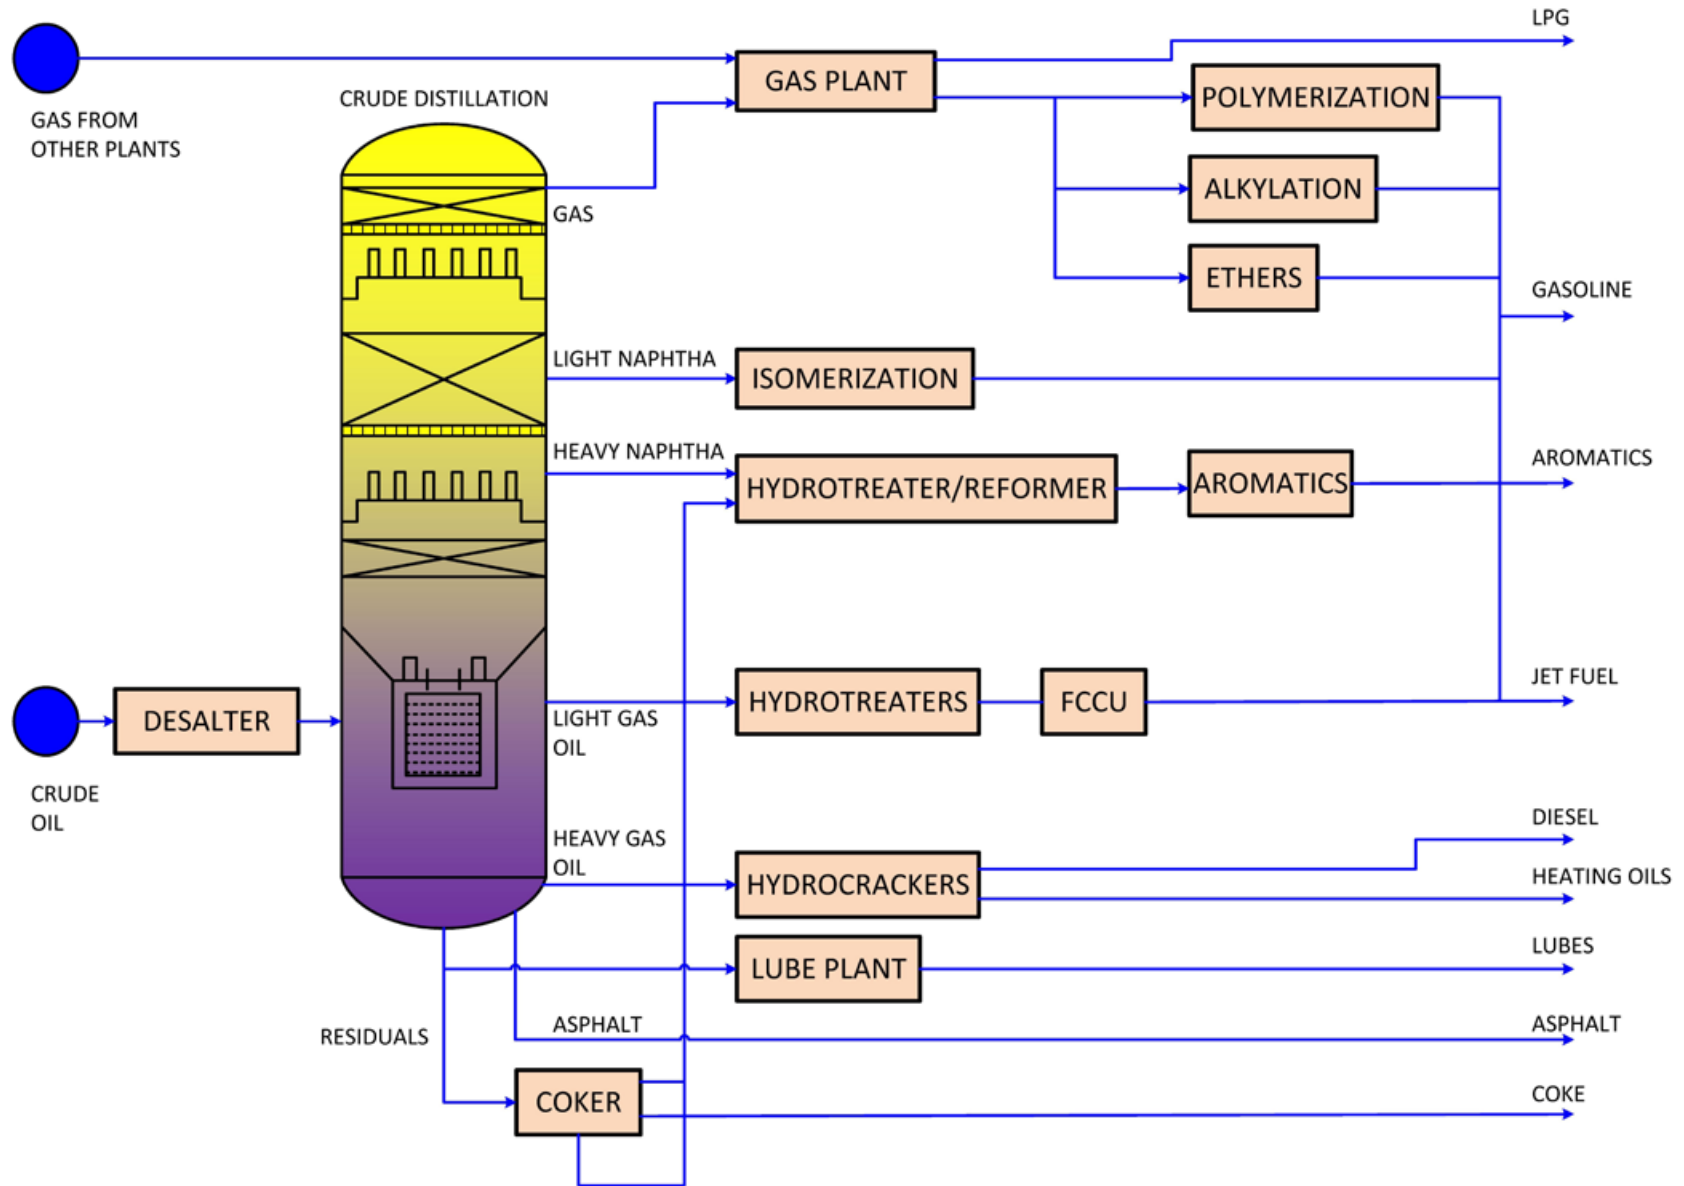 LPG
GAS PLANT
POLYMERIZATION
CRUDE DISTILLATION
GAS FROM
OTHER PLANTS
ALKYLATION
GAS
ETHERS
GASOLINE
LIGHT NAPHTHA
ISOMERIZATION
HEAVY NAPHTHA
HYDROTREATER/REFORMER
AROMATICS
AROMATICS
DESALTER
LIGHT GAS
OIL
HYDROTREATERS
FCCU
JET FUEL
CRUDE
OIL
HEAVY GAS
OIL
HYDROCRACKERS
DIESEL
HEATING OILS
LUBE PLANT
LUBES
RESIDUALS
ASPHALT
ASPHALT
COKER
COKE